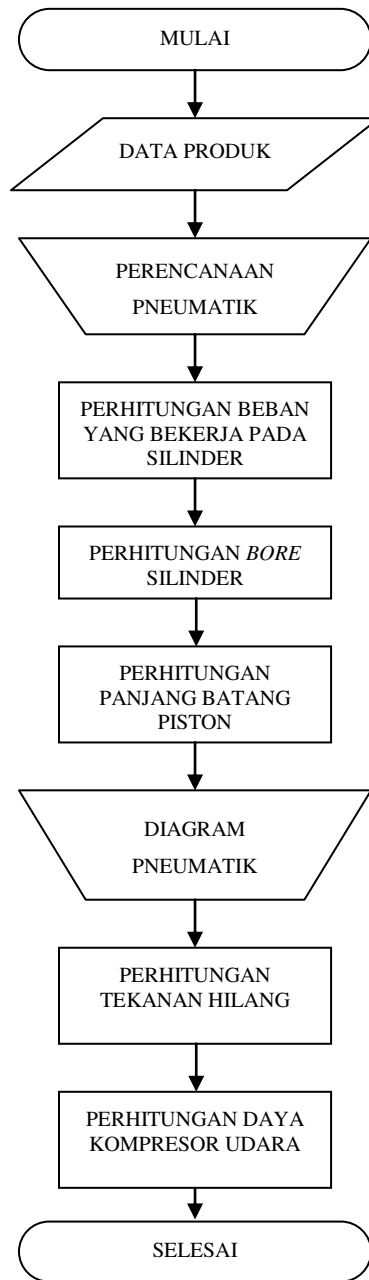 MULAI
DATA PRODUK
PERENCANAAN
PNEUMATIK
PERHITUNGAN BEBAN
YANG BEKERJA PADA
SILINDER
PERHITUNGAN BORE
SILINDER
PERHITUNGAN
PANJANG BATANG
PISTON
DIAGRAM
PNEUMATIK
PERHITUNGAN
TEKANAN HILANG
PERHITUNGAN DAYA
KOMPRESOR UDARA
SELESAI